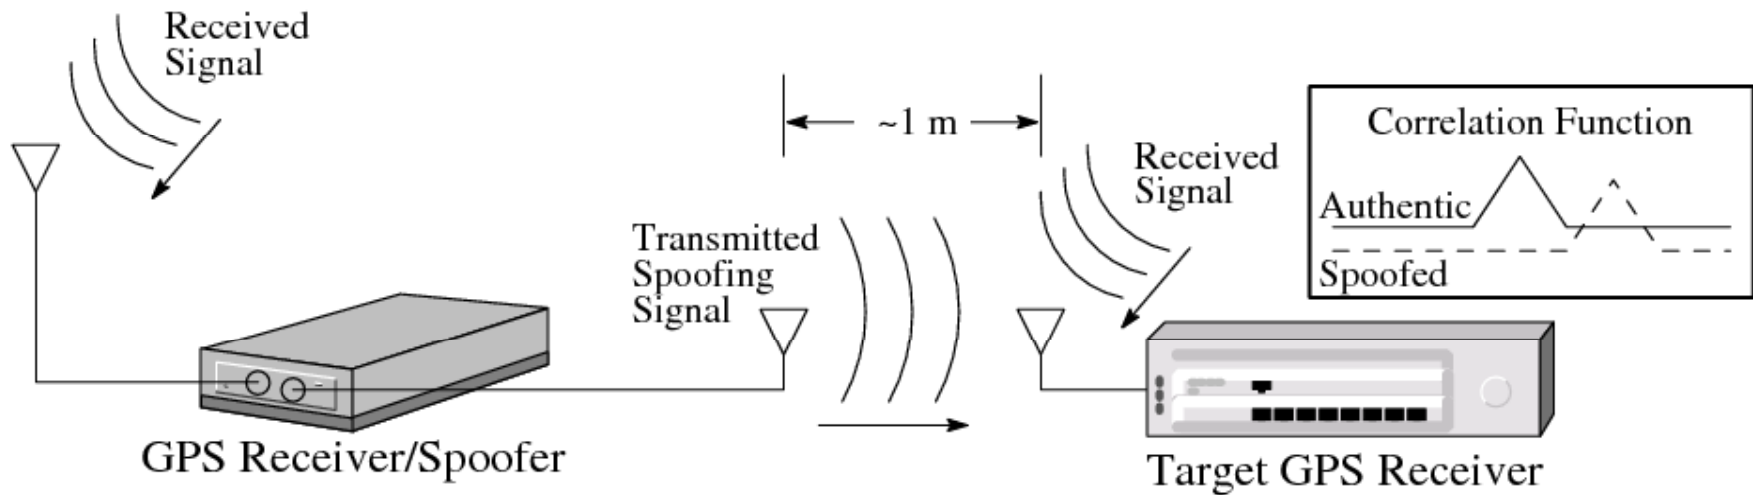 Received
Signal
~1 m
Received
Signal
Correlation Function
Authentic
Spoofed
Transmitted
Spoofing
Signal
GPS Receiver/Spoofer
Target GPS Receiver